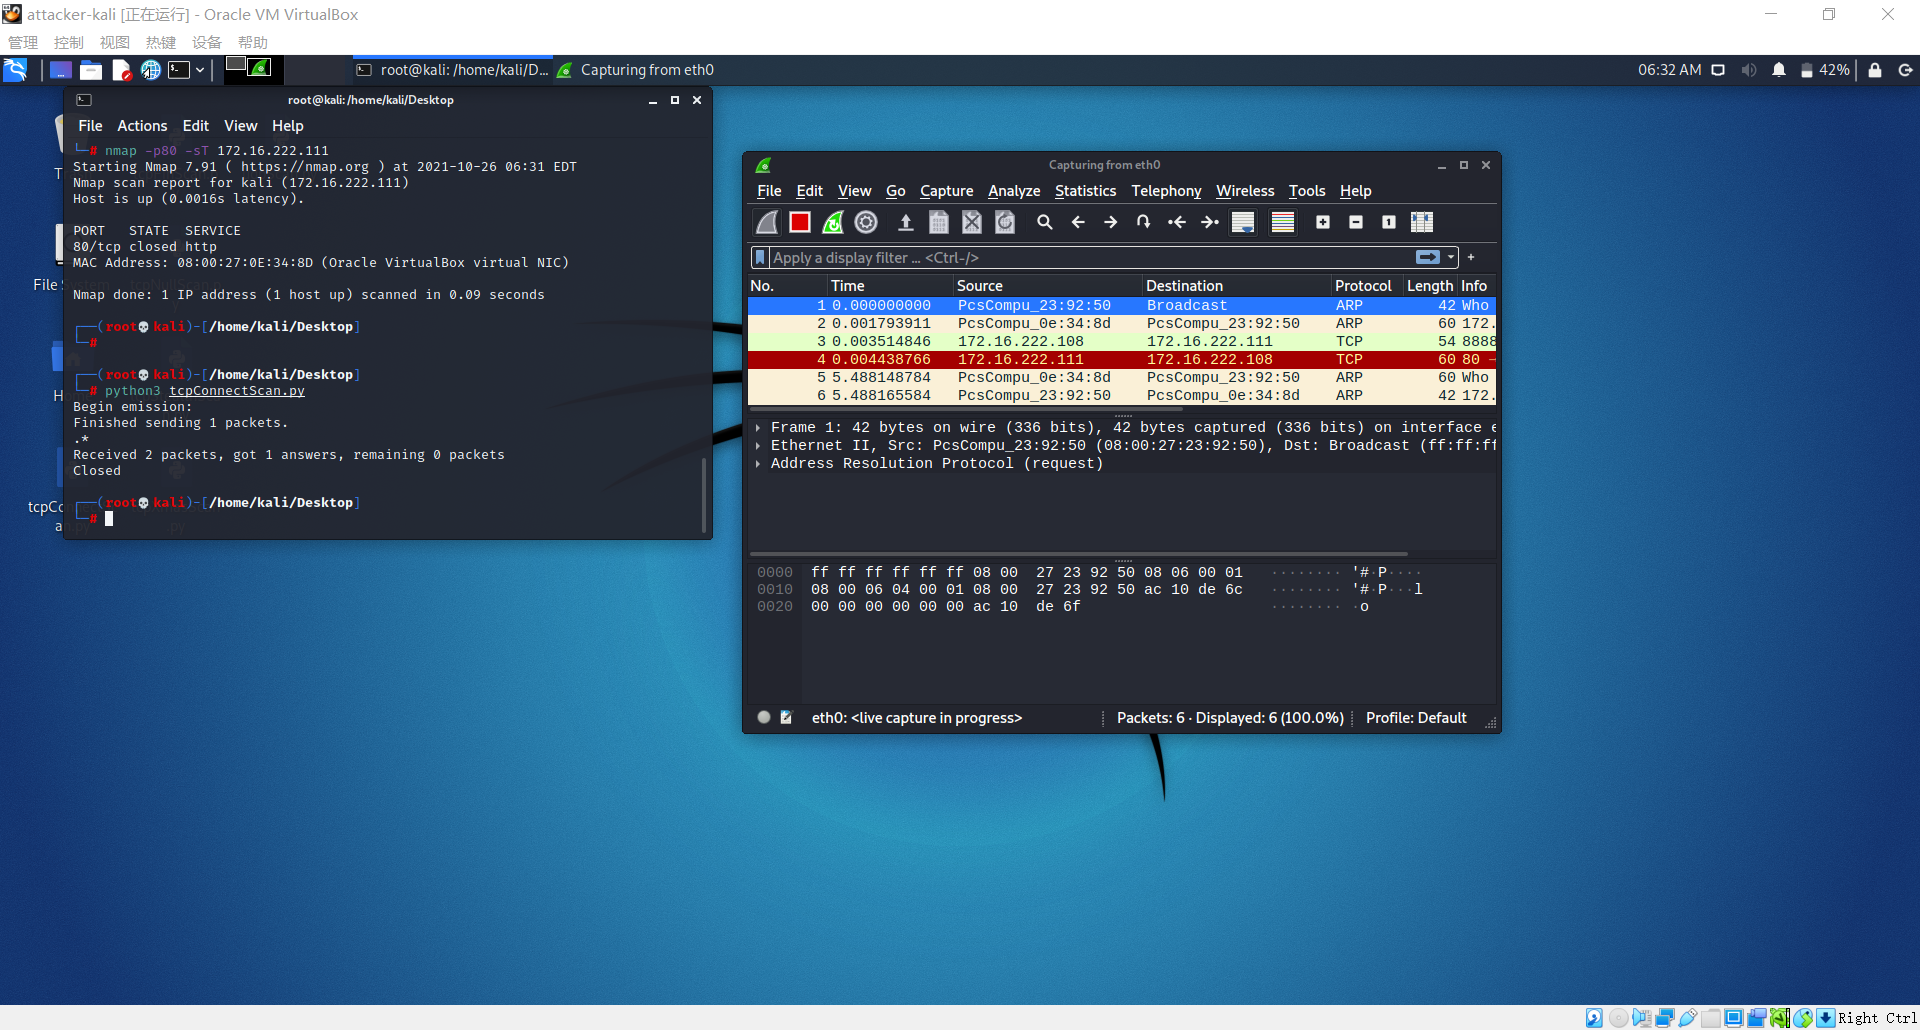 attacker-kali [正在运行] - Oracle VM VirtualBox
管理 控制 视图 热键 设备 帮助
root@kali: /home/kali/D... Capturing from eth0 06:32 AM 42%
root@kali:/home/kali/Desktop
File Actions Edit View Help
# nmap -p80 -sT 172.16.222.111
Starting Nmap 7.91 ( https://nmap.org ) at 2021-10-26 06:31 EDT
Nmap scan report for kali (172.16.222.111)
Host is up (0.0016s latency).
PORT STATE SERVICE
80/tcp closed http
MAC Address: 08:00:27:0E:34:8D (Oracle VirtualBox virtual NIC)
Nmap done: 1 IP address (1 host up) scanned in 0.09 seconds
(root💀kali)-[/home/kali/Desktop]
#
(root💀kali)-[/home/kali/Desktop]
# python3 tcpConnectScan.py
Begin emission:
Finished sending 1 packets.
.*
Received 2 packets, got 1 answers, remaining 0 packets
Closed
(root💀kali)-[/home/kali/Desktop]
#
File
tcpCo
Capturing from eth0
File Edit View Go Capture Analyze Statistics Telephony Wireless Tools Help
Apply a display filter ... <Ctrl-/> +
No. Time Source Destination Protocol Length Info
1 0.000000000 PcsCompu_23:92:50 Broadcast ARP 42 Who
2 0.001793911 PcsCompu_0e:34:8d PcsCompu_23:92:50 ARP 60 172.
3 0.003514846 172.16.222.108 172.16.222.111 TCP 54 8888
4 0.004438766 172.16.222.111 172.16.222.108 TCP 60 80 →
5 5.488148784 PcsCompu_0e:34:8d PcsCompu_23:92:50 ARP 60 Who
6 5.488165584 PcsCompu_23:92:50 PcsCompu_0e:34:8d ARP 42 172.
Frame 1: 42 bytes on wire (336 bits), 42 bytes captured (336 bits) on interface e
Ethernet II, Src: PcsCompu_23:92:50 (08:00:27:23:92:50), Dst: Broadcast (ff:ff:ff
Address Resolution Protocol (request)
0000 ff ff ff ff ff ff 08 00 27 23 92 50 08 06 00 01 ········ '#·P····
0010 08 00 06 04 00 01 08 00 27 23 92 50 ac 10 de 6c ········ '#·P···l
0020 00 00 00 00 00 00 ac 10 de 6f ········ ·o
eth0: <live capture in progress> Packets: 6 · Displayed: 6 (100.0%) Profile: Default
Right Ctrl